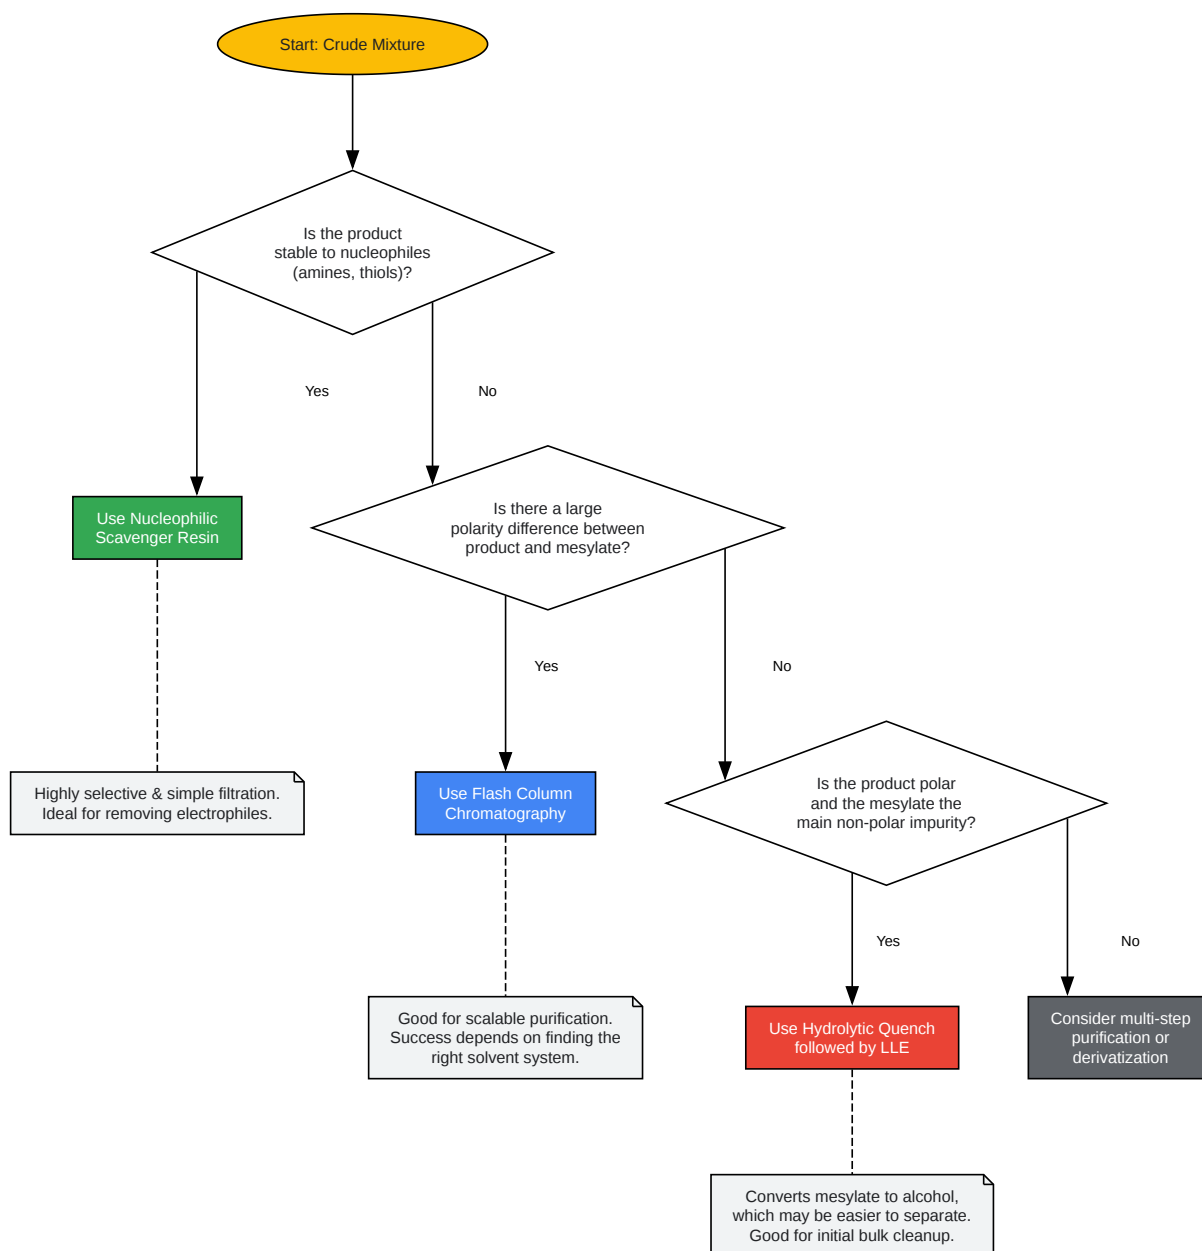 Start: Crude Mixture
Is the product
stable to nucleophiles
(amines, thiols)?
Yes
No
Use Nucleophilic
Scavenger Resin
Is there a large
polarity difference between
product and mesylate?
Yes
No
Highly selective & simple filtration.
Ideal for removing electrophiles.
Use Flash Column
Chromatography
Is the product polar
and the mesylate the
main non-polar impurity?
Yes
No
Good for scalable purification.
Success depends on finding the
right solvent system.
Use Hydrolytic Quench
followed by LLE
Consider multi-step
purification or
derivatization
Converts mesylate to alcohol,
which may be easier to separate.
Good for initial bulk cleanup.